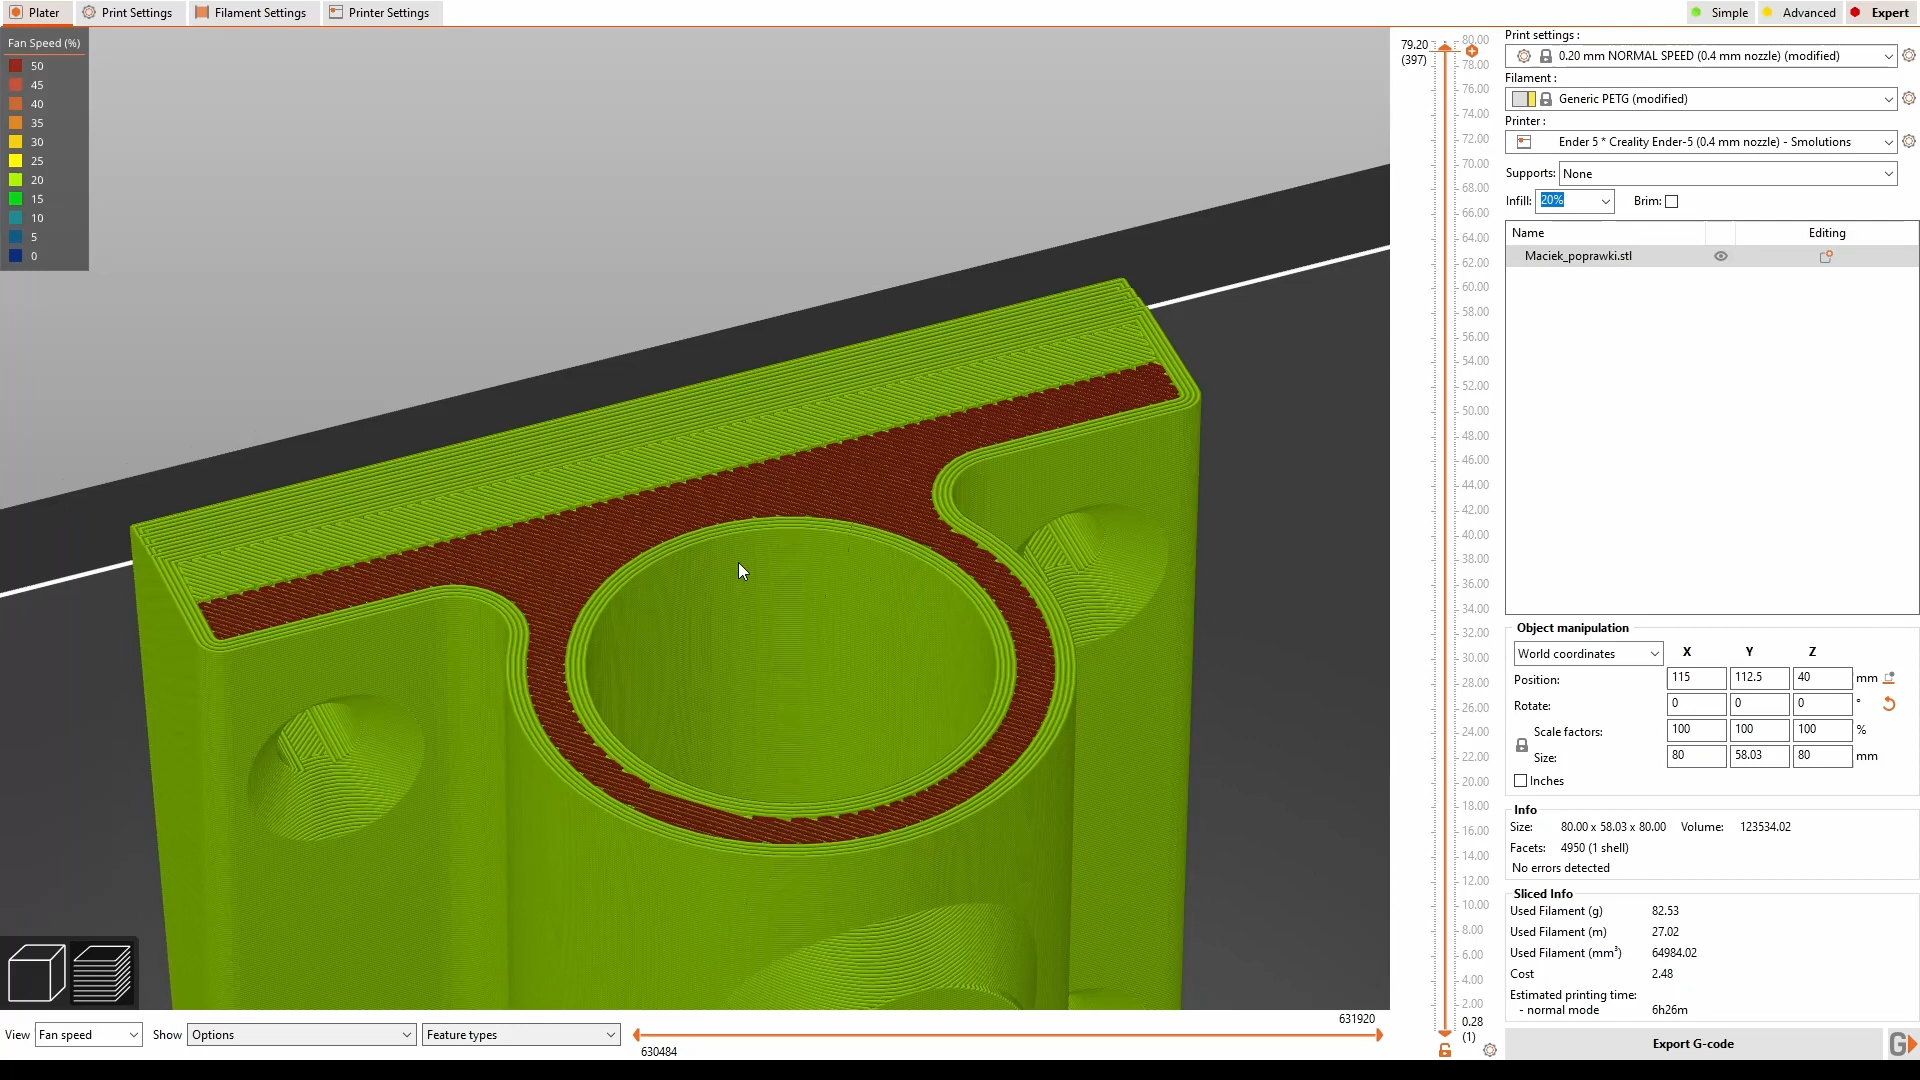 Plater Print Settings Filament Settings Printer Settings Simple Advanced Expert
Fan Speed (%)
50
45
40
35
30
25
20
15
10
5
0
79.20
(397)
80.00
78.00
76.00
74.00
72.00
70.00
68.00
66.00
64.00
62.00
60.00
58.00
56.00
54.00
52.00
50.00
48.00
46.00
44.00
42.00
40.00
38.00
36.00
34.00
32.00
30.00
28.00
26.00
24.00
22.00
20.00
18.00
16.00
14.00
12.00
10.00
8.00
6.00
4.00
2.00
0.28
(1)
Print settings :
0.20 mm NORMAL SPEED (0.4 mm nozzle) (modified)
Filament :
Generic PETG (modified)
Printer :
Ender 5 * Creality Ender-5 (0.4 mm nozzle) - Smolutions
Supports: None
Infill: 20% Brim:
Name Editing
Maciek_poprawki.stl
Object manipulation
World coordinates X Y Z
Position: 115 112.5 40 mm
Rotate: 0 0 0 °
Scale factors: 100 100 100 %
Size: 80 58.03 80 mm
Inches
Info
Size: 80.00 x 58.03 x 80.00 Volume: 123534.02
Facets: 4950 (1 shell)
No errors detected
Sliced Info
Used Filament (g) 82.53
Used Filament (m) 27.02
Used Filament (mm³) 64984.02
Cost 2.48
Estimated printing time:
- normal mode 6h26m
Export G-code
G
View Fan speed Show Options Feature types
631920
630484